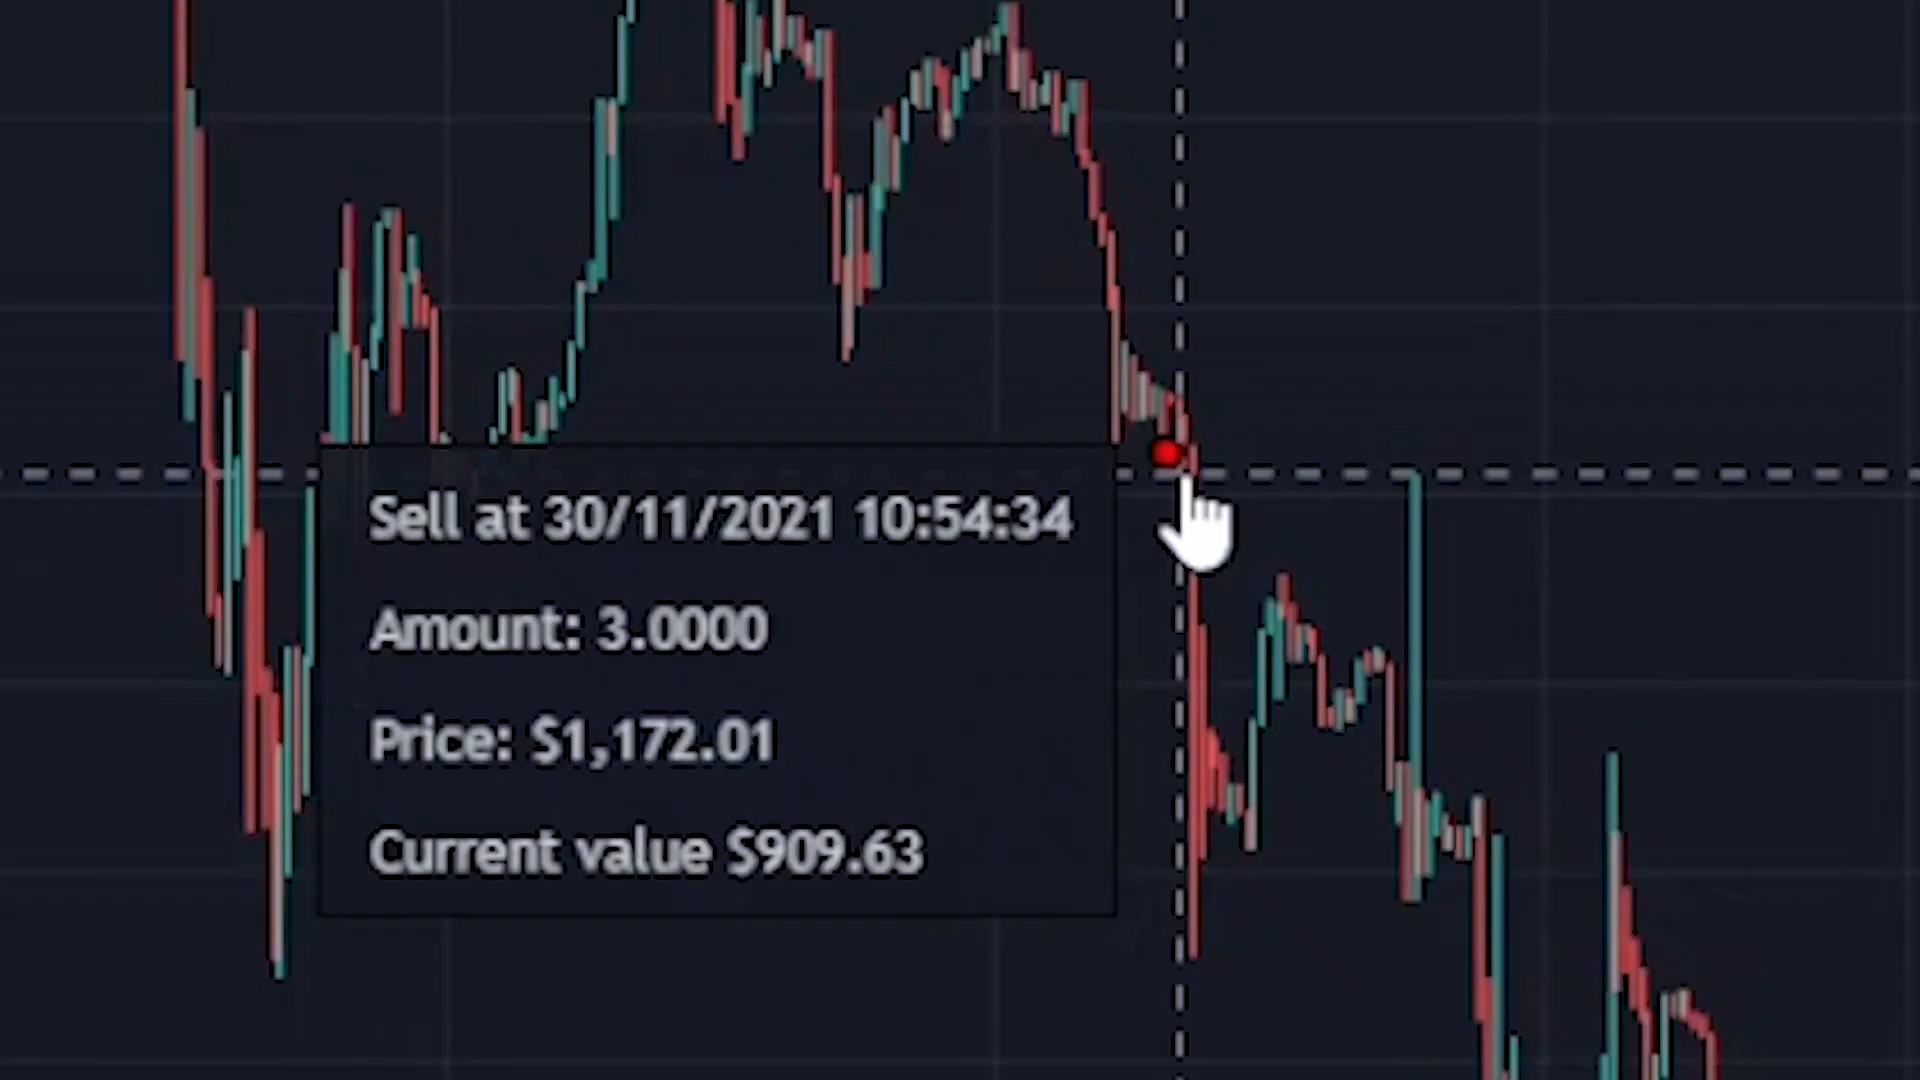 Sell at 30/11/2021 10:54:34
Amount: 3.0000
Price: $1,172.01
Current value $909.63